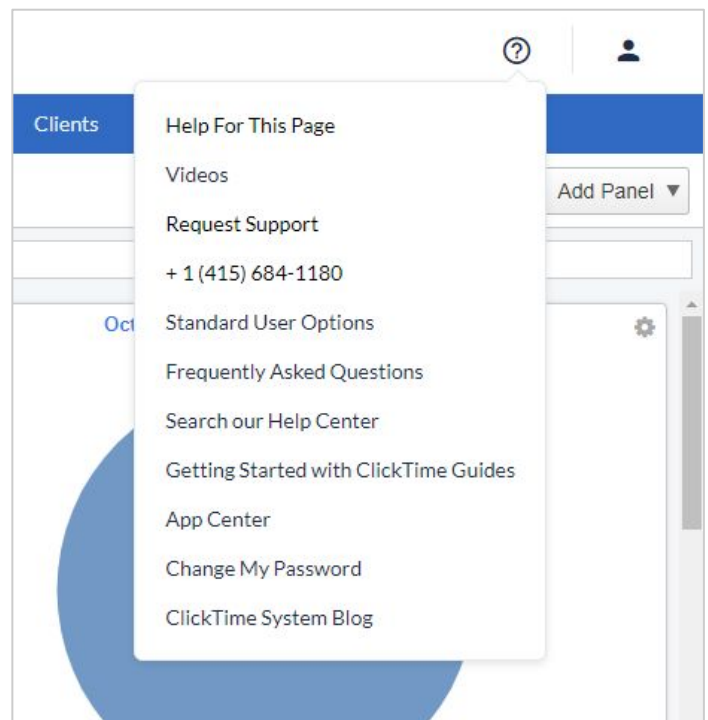 Clients
Help For This Page
Videos
Add Panel ▼
Request Support
+ 1 (415) 684-1180
Oct
Standard User Options
Frequently Asked Questions
Search our Help Center
Getting Started with ClickTime Guides
App Center
Change My Password
ClickTime System Blog